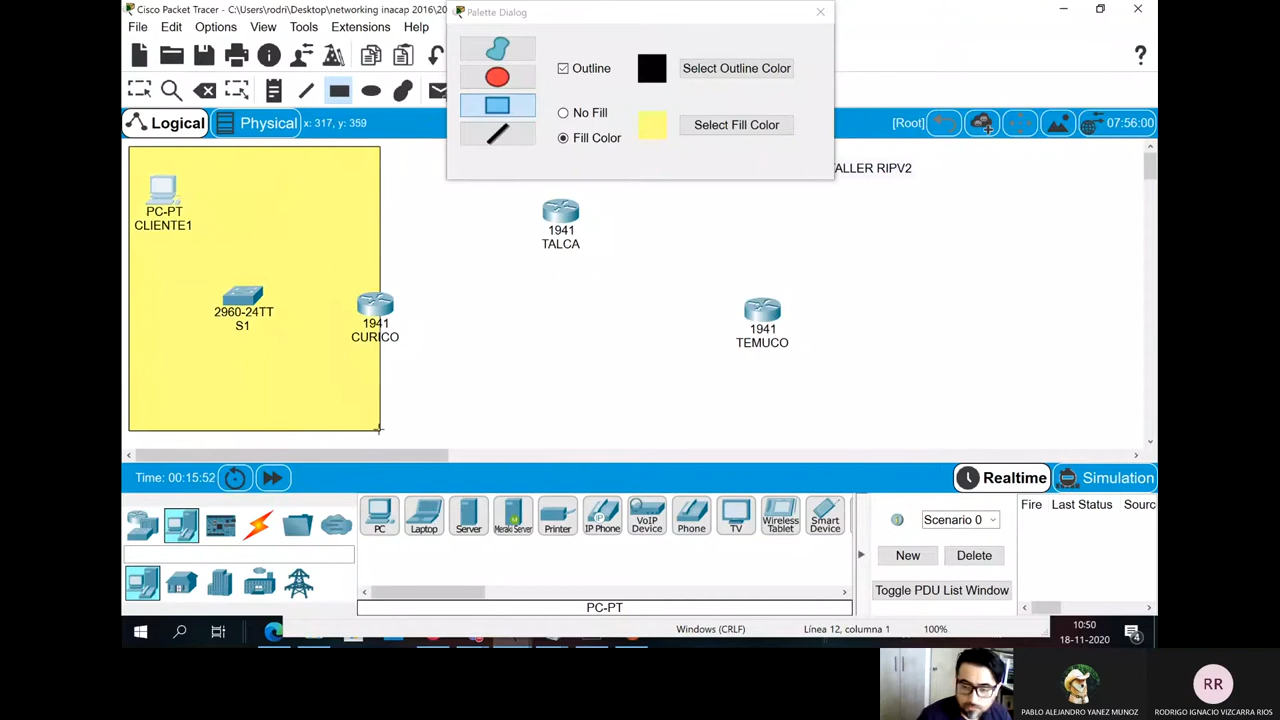 Cisco Packet Tracer - C:\Users\rodri\Desktop\networking inacap 2016\20
Palette Dialog
File Edit Options View Tools Extensions Help
Outline
Select Outline Color
No Fill
Fill Color
Select Fill Color
Logical
Physical
x: 317, y: 359
[Root]
07:56:00
ALLER RIPV2
PC-PT
CLIENTE1
1941
TALCA
2960-24TT
S1
1941
CURICO
1941
TEMUCO
Time: 00:15:52
Realtime
Simulation
PC
Laptop
Server
Meraki Server
Printer
IP Phone
VoIP
Device
Phone
TV
Wireless
Tablet
Smart
Device
PC-PT
Scenario 0
New
Delete
Toggle PDU List Window
Fire Last Status Sourc
Windows (CRLF)
Línea 12, columna 1
100%
10:50
18-11-2020
4
RR
PABLO ALEJANDRO YANEZ MUNOZ
RODRIGO IGNACIO VIZCARRA RIOS